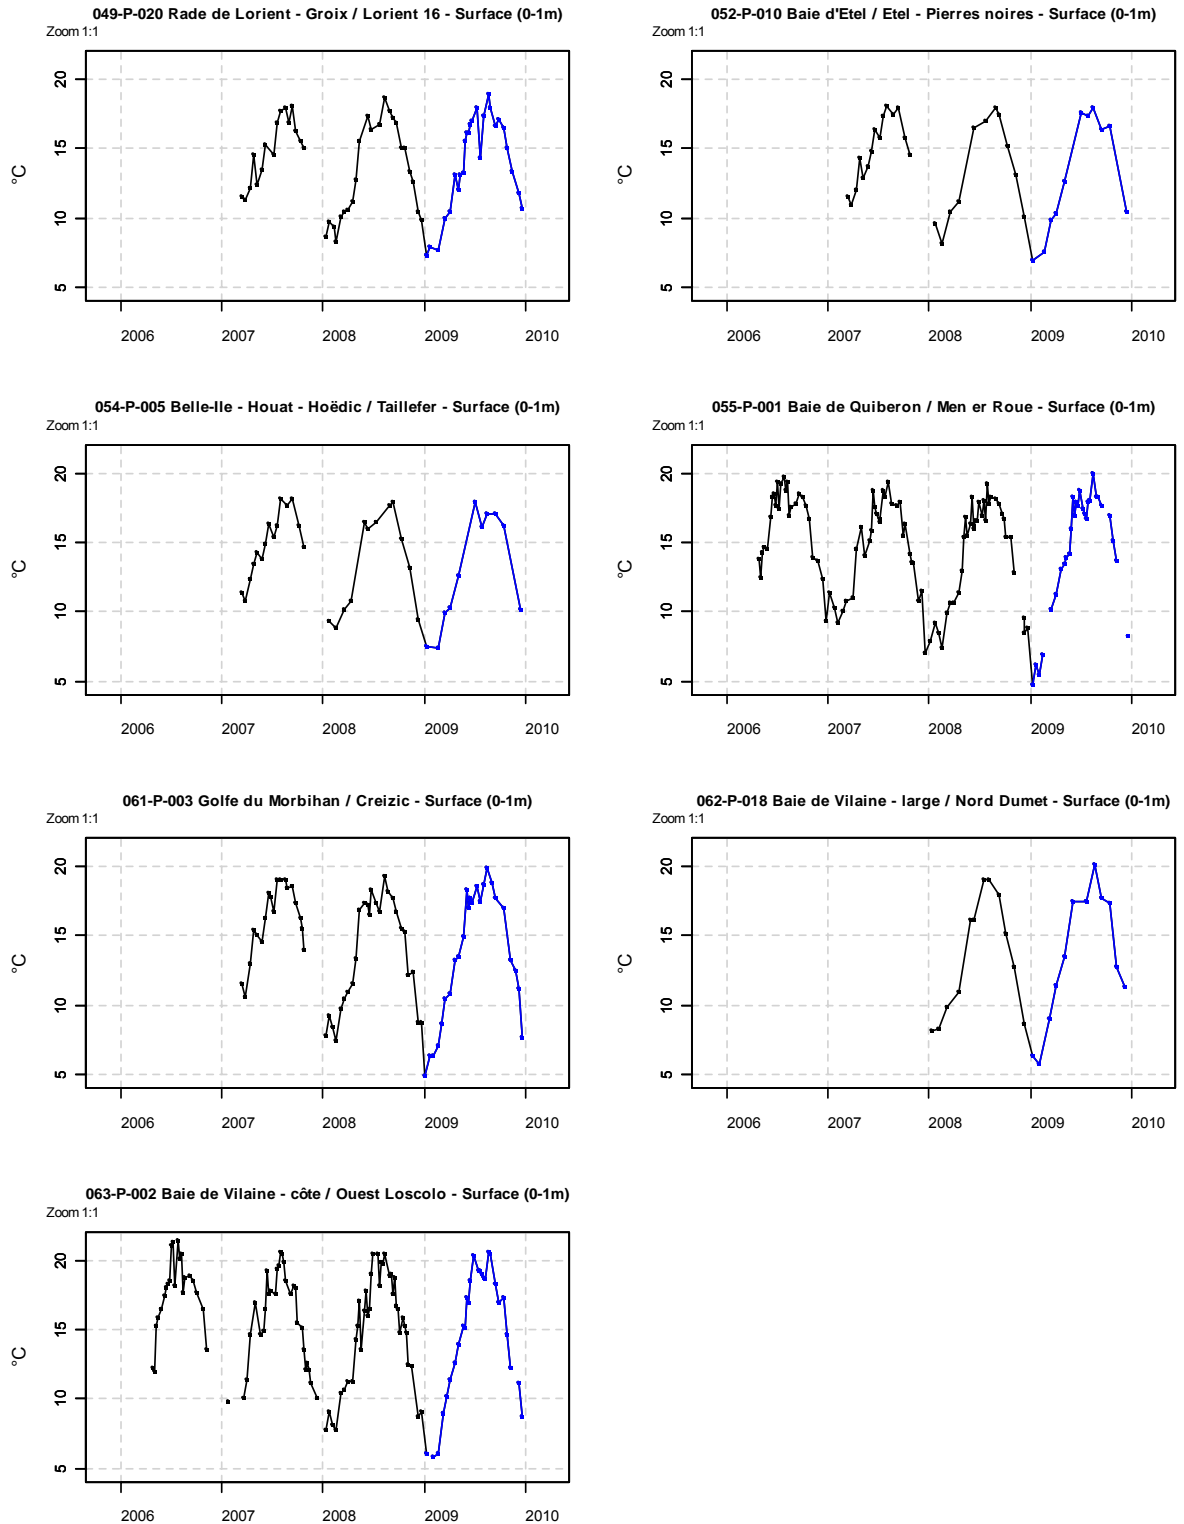 049-P-020 Rade de Lorient - Groix / Lorient 16 - Surface (0-1m)
Zoom 1:1
°C
20
15
10
5
2006 2007 2008 2009 2010
052-P-010 Baie d'Etel / Etel - Pierres noires - Surface (0-1m)
Zoom 1:1
°C
20
15
10
5
2006 2007 2008 2009 2010
054-P-005 Belle-Ile - Houat - Hoëdic / Taillefer - Surface (0-1m)
Zoom 1:1
°C
20
15
10
5
2006 2007 2008 2009 2010
055-P-001 Baie de Quiberon / Men er Roue - Surface (0-1m)
Zoom 1:1
°C
20
15
10
5
2006 2007 2008 2009 2010
061-P-003 Golfe du Morbihan / Creizic - Surface (0-1m)
Zoom 1:1
°C
20
15
10
5
2006 2007 2008 2009 2010
062-P-018 Baie de Vilaine - large / Nord Dumet - Surface (0-1m)
Zoom 1:1
°C
20
15
10
5
2006 2007 2008 2009 2010
063-P-002 Baie de Vilaine - côte / Ouest Loscolo - Surface (0-1m)
Zoom 1:1
°C
20
15
10
5
2006 2007 2008 2009 2010